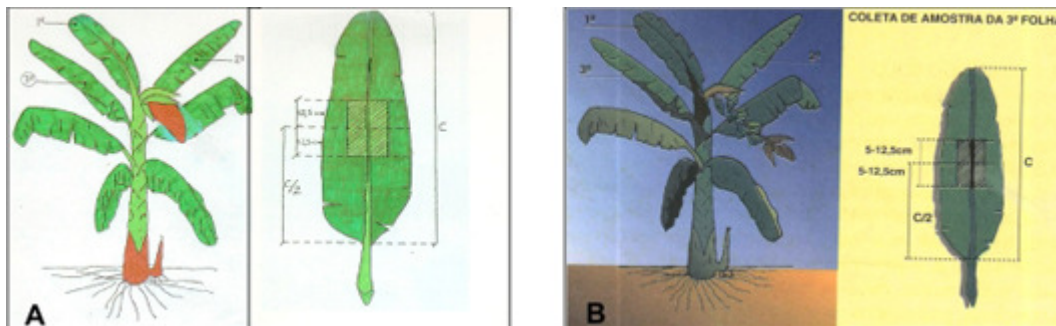 1ª
2ª
3ª
C
C/2
A
COLETA DE AMOSTRA DA 3ª FOLHA
1ª
2ª
3ª
5-12,5cm
5-12,5cm
C
C/2
B